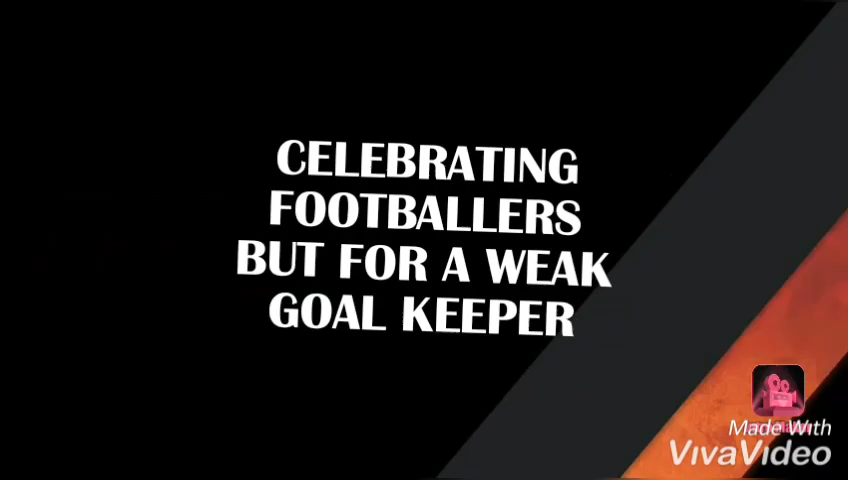 CELEBRATING
FOOTBALLERS
BUT FOR A WEAK
GOAL KEEPER
Made With
VivaVideo